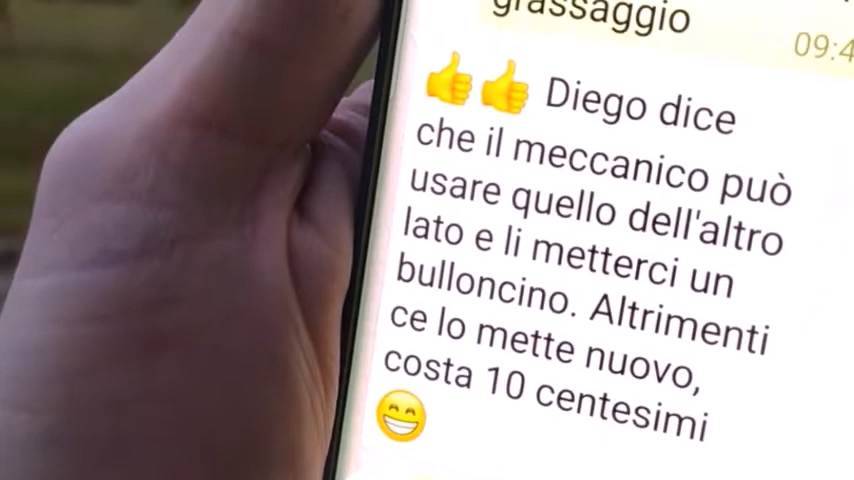 grassaggio
09:4
👍👍 Diego dice
che il meccanico può
usare quello dell'altro
lato e li metterci un
bulloncino. Altrimenti
ce lo mette nuovo,
costa 10 centesimi
😁